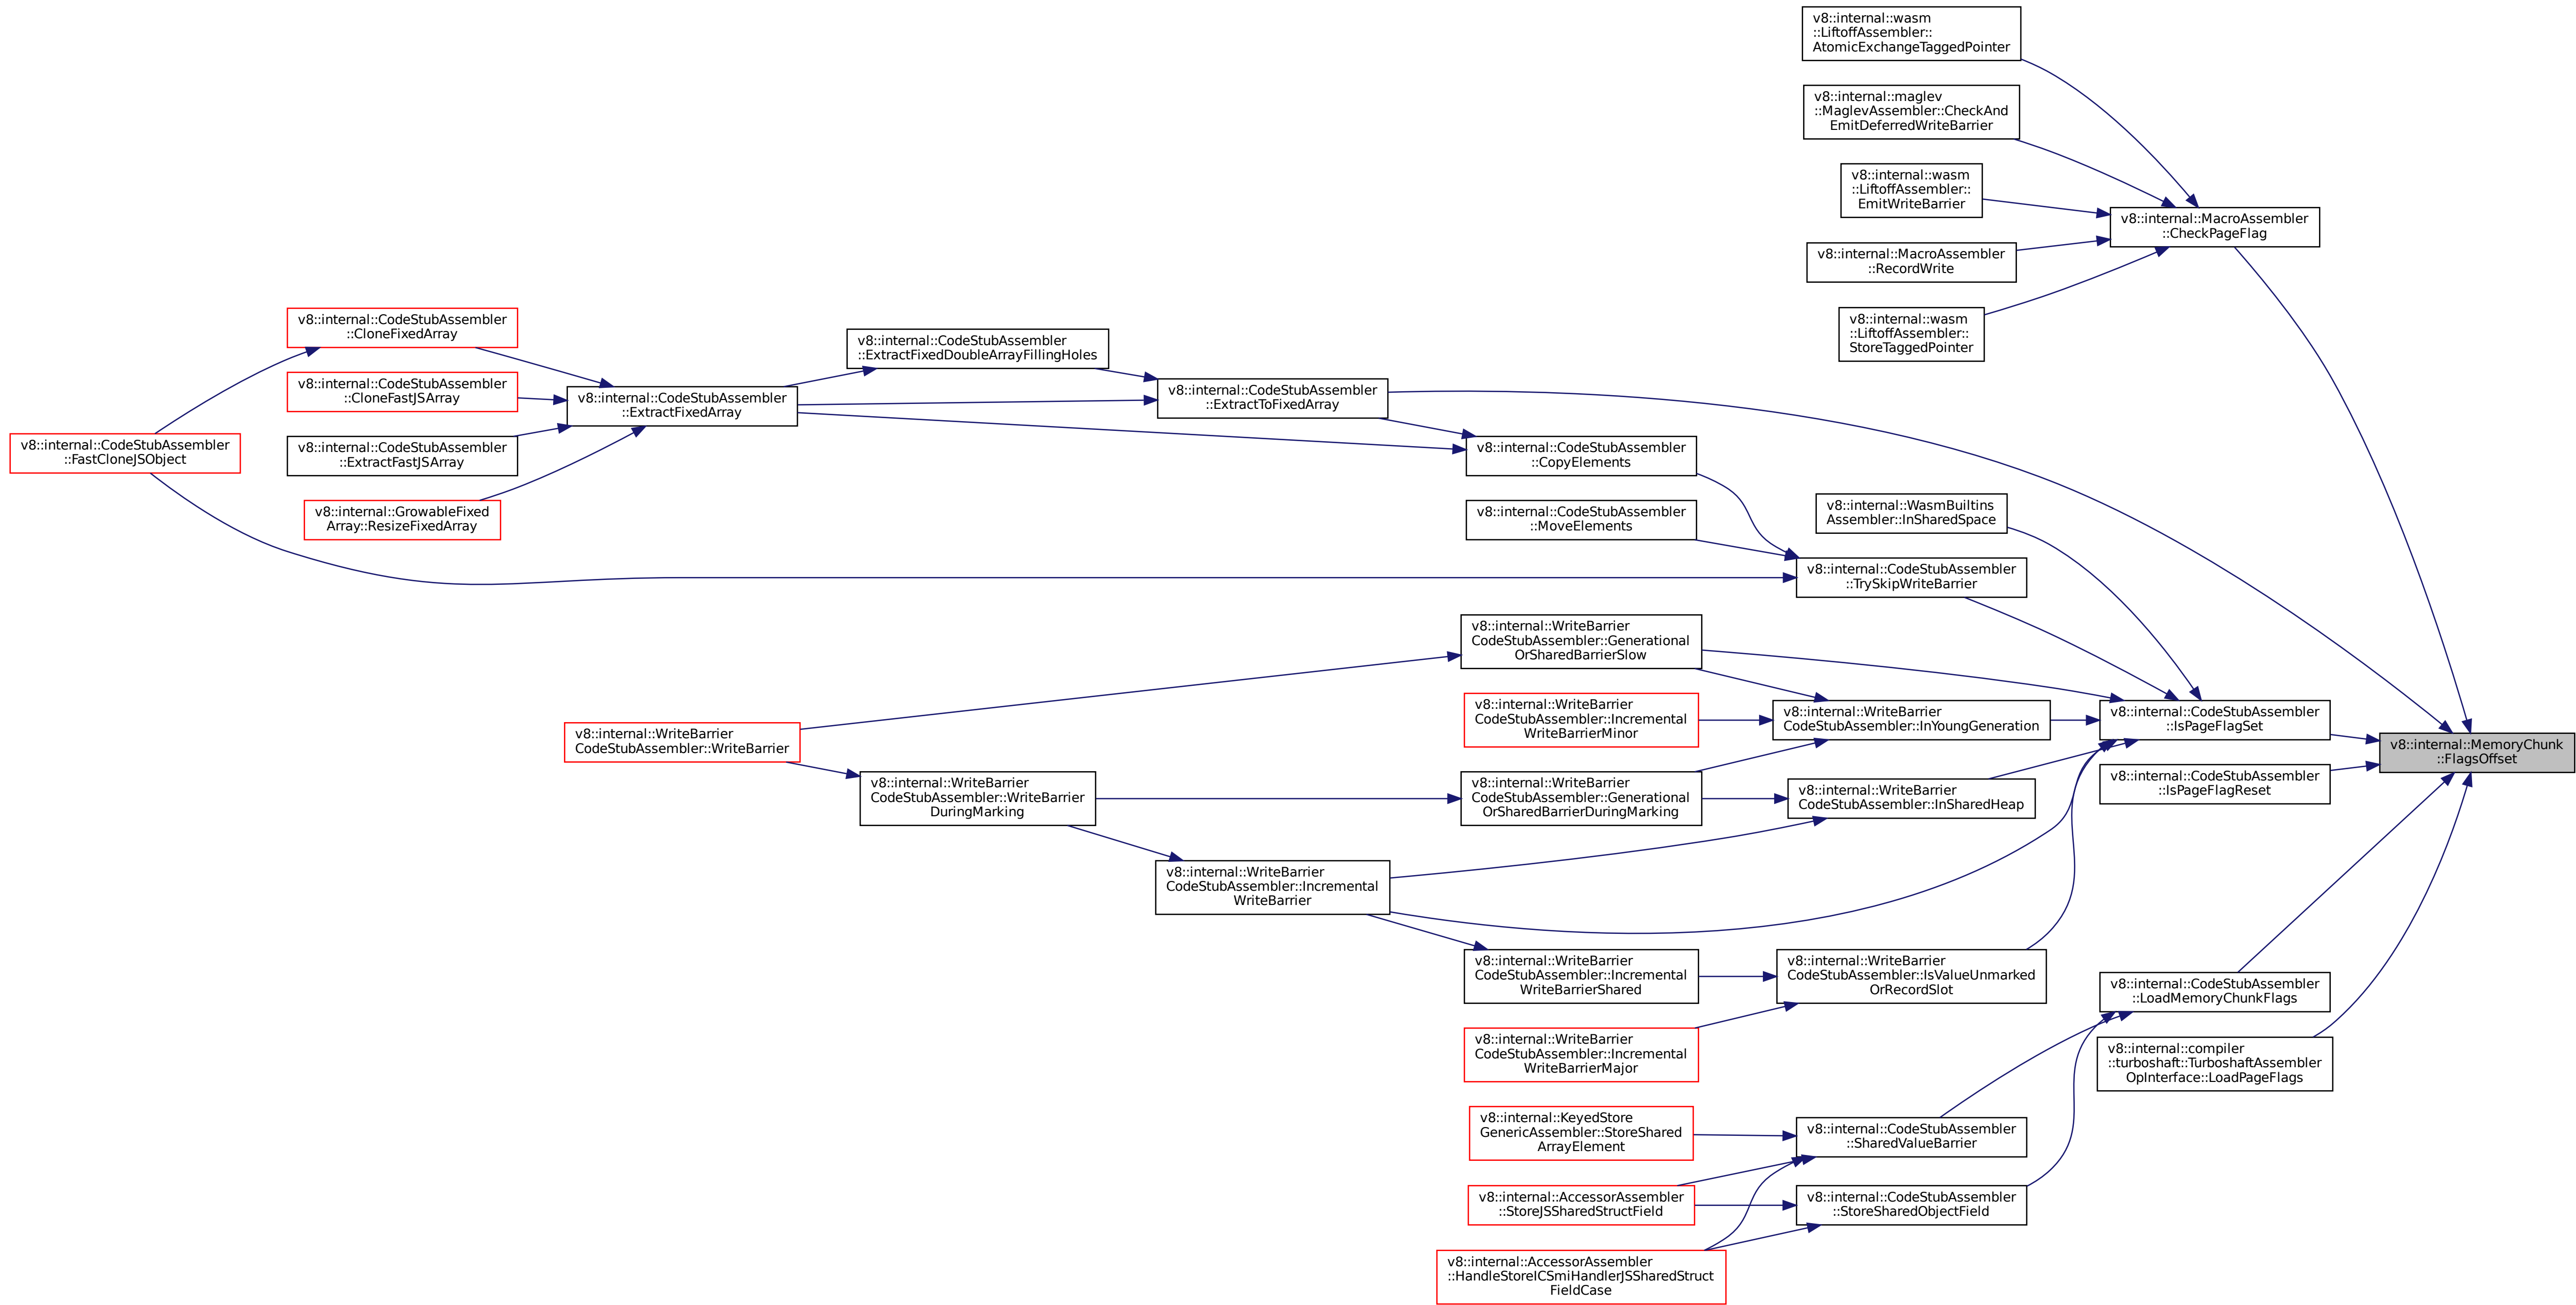 v8::internal::wasm
::LiftoffAssembler::
AtomicExchangeTaggedPointer
v8::internal::maglev
::MaglevAssembler::CheckAnd
EmitDeferredWriteBarrier
v8::internal::wasm
::LiftoffAssembler::
EmitWriteBarrier
v8::internal::MacroAssembler
::CheckPageFlag
v8::internal::MacroAssembler
::RecordWrite
v8::internal::wasm
::LiftoffAssembler::
StoreTaggedPointer
v8::internal::CodeStubAssembler
::CloneFixedArray
v8::internal::CodeStubAssembler
::ExtractFixedDoubleArrayFillingHoles
v8::internal::CodeStubAssembler
::CloneFastJSArray
v8::internal::CodeStubAssembler
::ExtractFixedArray
v8::internal::CodeStubAssembler
::ExtractToFixedArray
v8::internal::CodeStubAssembler
::FastCloneJSObject
v8::internal::CodeStubAssembler
::ExtractFastJSArray
v8::internal::CodeStubAssembler
::CopyElements
v8::internal::GrowableFixed
Array::ResizeFixedArray
v8::internal::CodeStubAssembler
::MoveElements
v8::internal::WasmBuiltins
Assembler::InSharedSpace
v8::internal::CodeStubAssembler
::TrySkipWriteBarrier
v8::internal::WriteBarrier
CodeStubAssembler::Generational
OrSharedBarrierSlow
v8::internal::WriteBarrier
CodeStubAssembler::Incremental
WriteBarrierMinor
v8::internal::WriteBarrier
CodeStubAssembler::InYoungGeneration
v8::internal::CodeStubAssembler
::IsPageFlagSet
v8::internal::WriteBarrier
CodeStubAssembler::WriteBarrier
v8::internal::MemoryChunk
::FlagsOffset
v8::internal::WriteBarrier
CodeStubAssembler::WriteBarrier
DuringMarking
v8::internal::WriteBarrier
CodeStubAssembler::Generational
OrSharedBarrierDuringMarking
v8::internal::WriteBarrier
CodeStubAssembler::InSharedHeap
v8::internal::CodeStubAssembler
::IsPageFlagReset
v8::internal::WriteBarrier
CodeStubAssembler::Incremental
WriteBarrier
v8::internal::WriteBarrier
CodeStubAssembler::Incremental
WriteBarrierShared
v8::internal::WriteBarrier
CodeStubAssembler::IsValueUnmarked
OrRecordSlot
v8::internal::CodeStubAssembler
::LoadMemoryChunkFlags
v8::internal::WriteBarrier
CodeStubAssembler::Incremental
WriteBarrierMajor
v8::internal::compiler
::turboshaft::TurboshaftAssembler
OpInterface::LoadPageFlags
v8::internal::KeyedStore
GenericAssembler::StoreShared
ArrayElement
v8::internal::CodeStubAssembler
::SharedValueBarrier
v8::internal::AccessorAssembler
::StoreJSSharedStructField
v8::internal::CodeStubAssembler
::StoreSharedObjectField
v8::internal::AccessorAssembler
::HandleStoreICSmiHandlerJSSharedStruct
FieldCase